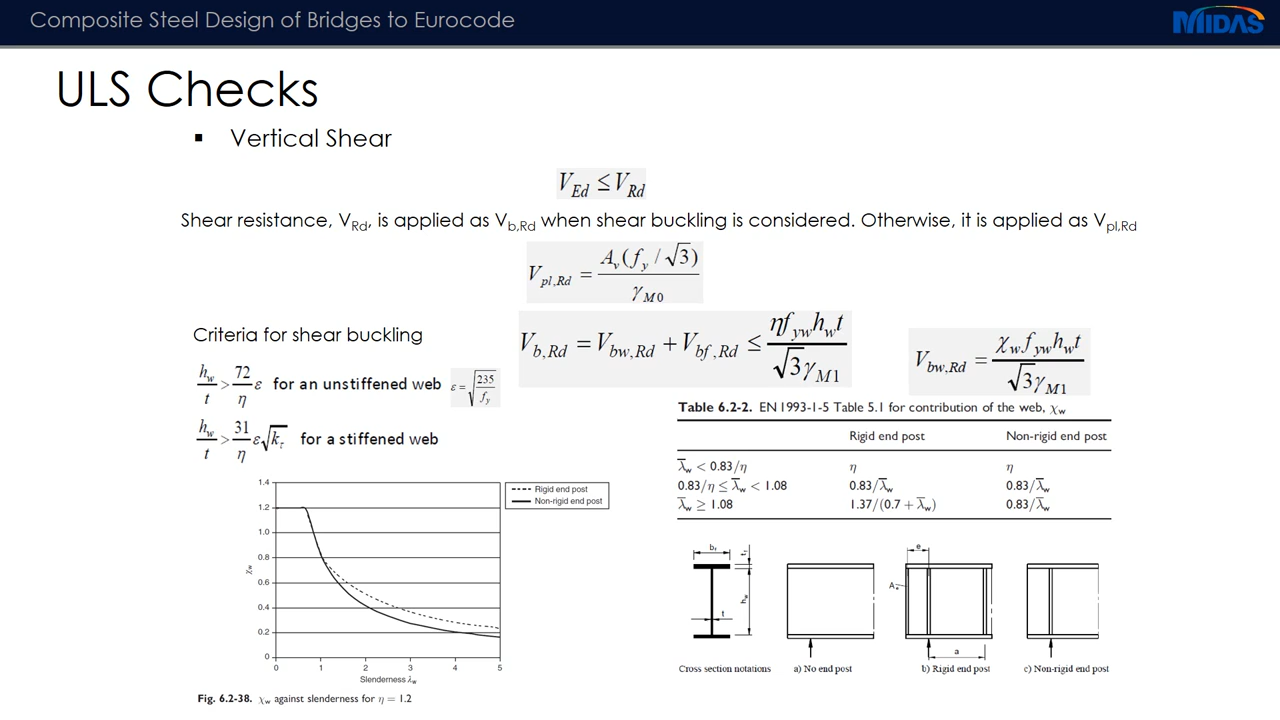 Composite Steel Design of Bridges to Eurocode
MIDAS
ULS Checks
▪ Vertical Shear
V_Ed ≤ V_Rd
Shear resistance, V_Rd, is applied as V_b,Rd when shear buckling is considered. Otherwise, it is applied as V_pl,Rd
V_pl,Rd = A_v (f_y / √3) / γ_M0
Criteria for shear buckling
V_b,Rd = V_bw,Rd + V_bf,Rd ≤ η f_yw h_w t / √3 γ_M1
V_bw,Rd = χ_w f_yw h_w t / √3 γ_M1
h_w / t > 72 / η ε for an unstiffened web ε = √(235 / f_y)
h_w / t > 31 / η ε √k_τ for a stiffened web
Table 6.2-2. EN 1993-1-5 Table 5.1 for contribution of the web, χ_w
Rigid end post Non-rigid end post
λ̅_w < 0.83/η η η
0.83/η ≤ λ̅_w < 1.08 0.83/λ̅_w 0.83/λ̅_w
λ̅_w ≥ 1.08 1.37/(0.7 + λ̅_w) 0.83/λ̅_w
1.4
1.2
1.0
0.8
0.6
0.4
0.2
0
χ_w
Rigid end post
Non-rigid end post
0 1 2 3 4 5
Slenderness λ̅_w
Fig. 6.2-38. χ_w against slenderness for η = 1.2
b_f t_f h_w t
e
a
Cross section notations a) No end post b) Rigid end post c) Non-rigid end post